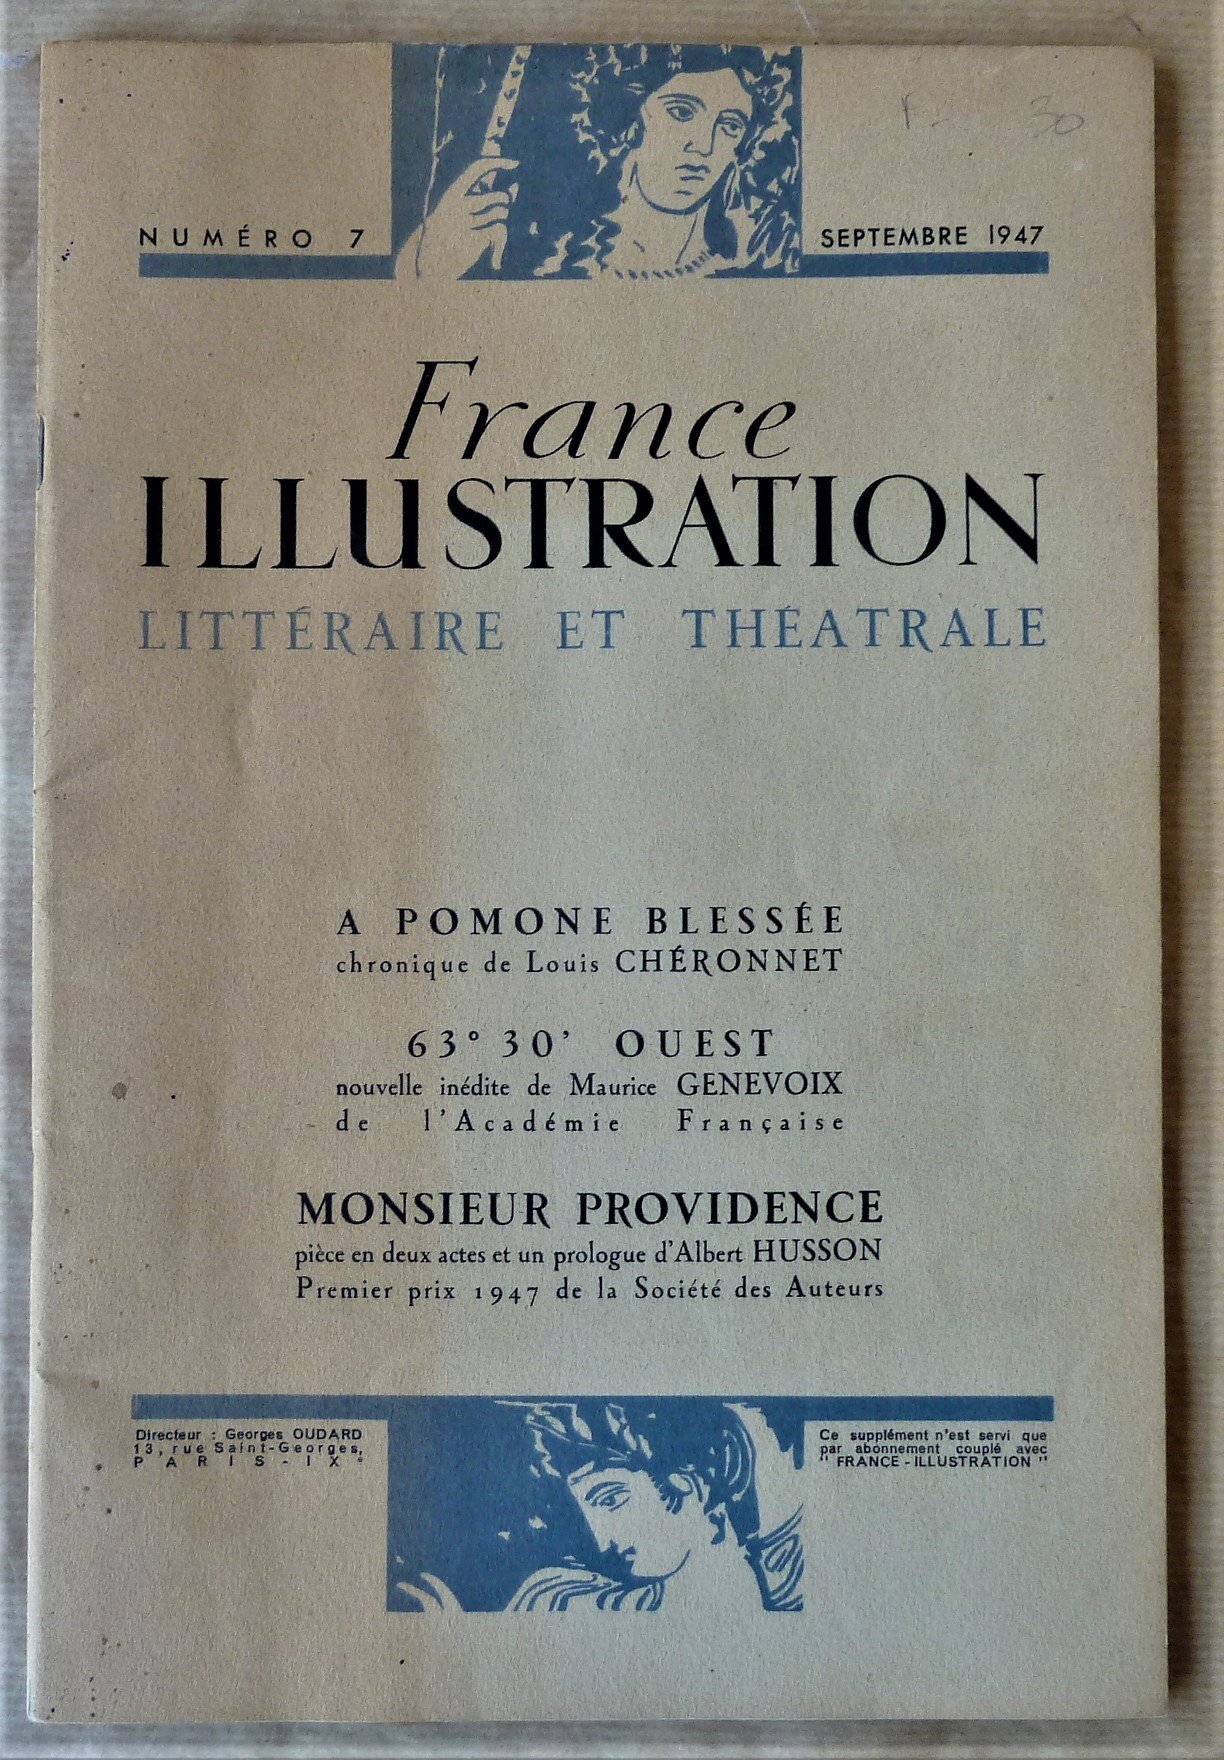 NUMÉRO 7
SEPTEMBRE 1947
30
France
ILLUSTRATION
LITTÉRAIRE ET THÉATRALE
A POMONE BLESSÉE
chronique de Louis CHÉRONNET
63° 30' OUEST
nouvelle inédite de Maurice GENEVOIX
de l'Académie Française
MONSIEUR PROVIDENCE
pièce en deux actes et un prologue d'Albert HUSSON
Premier prix 1947 de la Société des Auteurs
Directeur : Georges OUDARD
13, rue Saint-Georges,
PARIS-IXe
Ce supplément n'est servi que
par abonnement couplé avec
"FRANCE-ILLUSTRATION"